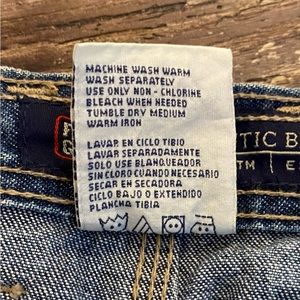 MACHINE WASH WARM
WASH SEPARATELY
USE ONLY NON - CHLORINE
BLEACH WHEN NEEDED
TUMBLE DRY MEDIUM
WARM IRON
LAVAR EN CICLO TIBIO
LAVAR SEPARADAMENTE
SOLO USE BLANQUEADOR
SIN CLORO CUANDO NECESARIO
SECAR EN SECADORA
CICLO BAJO O EXTENDIDO
PLANCHA TIBIA
TIC B
TM E